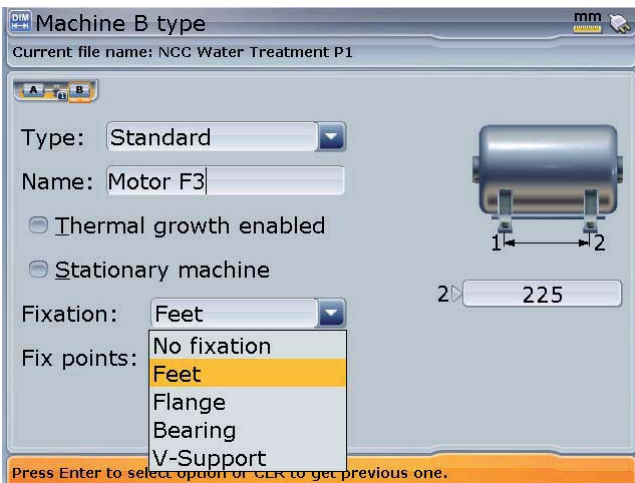 DIM
Machine B type
mm
Current file name: NCC Water Treatment P1
A B
Type: Standard
Name: Motor F3
Thermal growth enabled
Stationary machine
1 2
2 225
Fixation: Feet
No fixation
Fix points:
Feet
Flange
Bearing
V-Support
Press Enter to select option or CLR to get previous one.